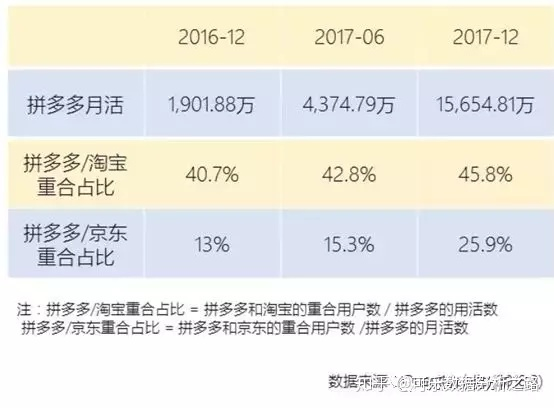 2016-12 2017-06 2017-12
拼多多月活 1,901.88万 4,374.79万 15,654.81万
拼多多/淘宝
重合占比 40.7% 42.8% 45.8%
拼多多/京东
重合占比 13% 15.3% 25.9%
注：拼多多/淘宝重合占比 = 拼多多和淘宝的重合用户数 / 拼多多的用活数
拼多多/京东重合占比 = 拼多多和京东的重合用户数 /拼多多的月活数
数据来源